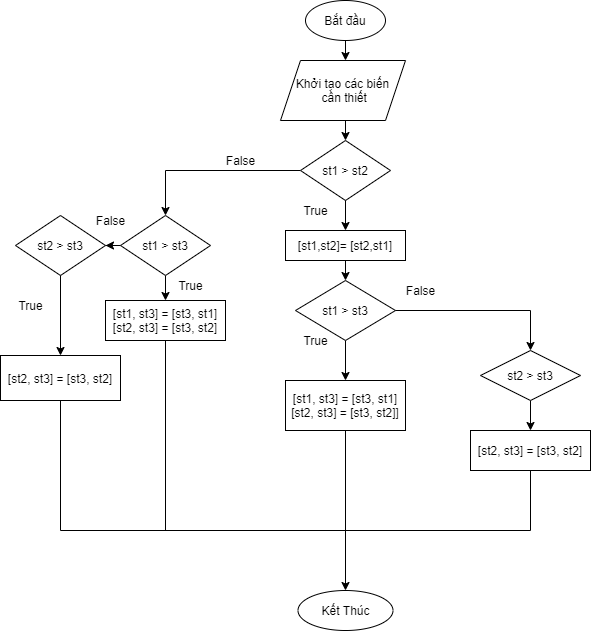 Bắt đầu
Khởi tạo các biến
cần thiết
st1 > st2
False
True
[st1,st2]= [st2,st1]
st2 > st3
False
st1 > st3
True
True
[st1, st3] = [st3, st1]
[st2, st3] = [st3, st2]
[st2, st3] = [st3, st2]
st1 > st3
False
True
[st1, st3] = [st3, st1]
[st2, st3] = [st3, st2]]
st2 > st3
[st2, st3] = [st3, st2]
Kết Thúc